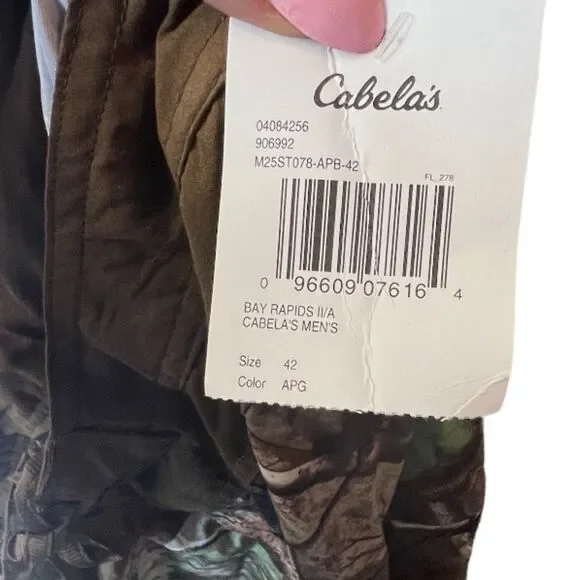 Cabela's
04084256
906992
M25ST078-APB-42
FL_278
0 96609 07616 4
BAY RAPIDS II/A
CABELA'S MEN'S
Size 42
Color APG